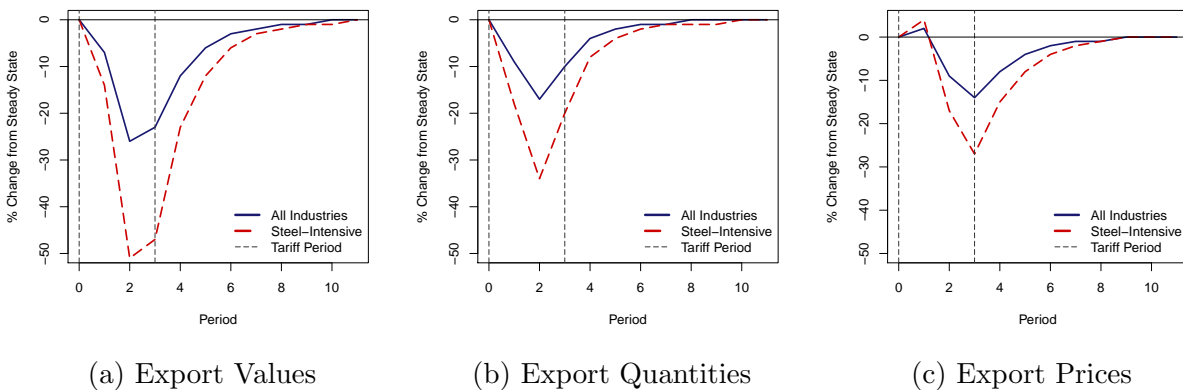 0
−10
−20
−30
−40
−50
% Change from Steady State
All Industries
Steel−Intensive
Tariff Period
0 2 4 6 8 10
Period
(a) Export Values
0
−10
−20
−30
−40
−50
% Change from Steady State
All Industries
Steel−Intensive
Tariff Period
0 2 4 6 8 10
Period
(b) Export Quantities
0
−10
−20
−30
−40
−50
% Change from Steady State
All Industries
Steel−Intensive
Tariff Period
0 2 4 6 8 10
Period
(c) Export Prices